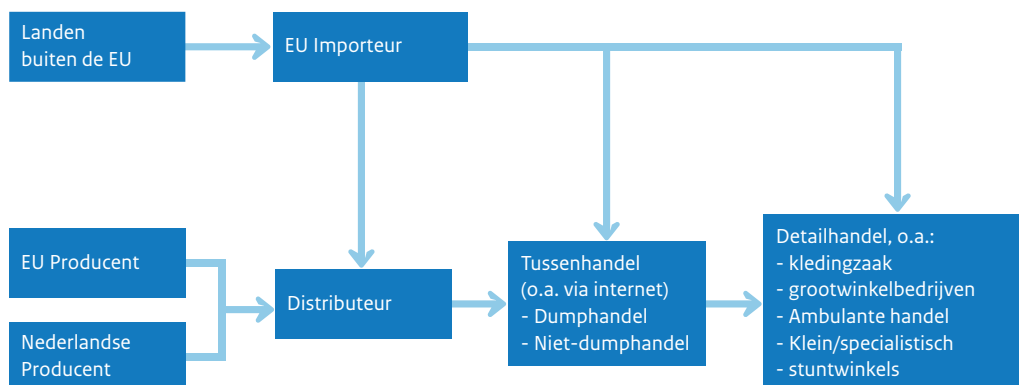 Landen
buiten de EU
EU Importeur
EU Producent
Nederlandse
Producent
Distributeur
Tussenhandel
(o.a. via internet)
- Dumphandel
- Niet-dumphandel
Detailhandel, o.a.:
- kledingzaak
- grootwinkelbedrijven
- Ambulante handel
- Klein/specialistisch
- stuntwinkels